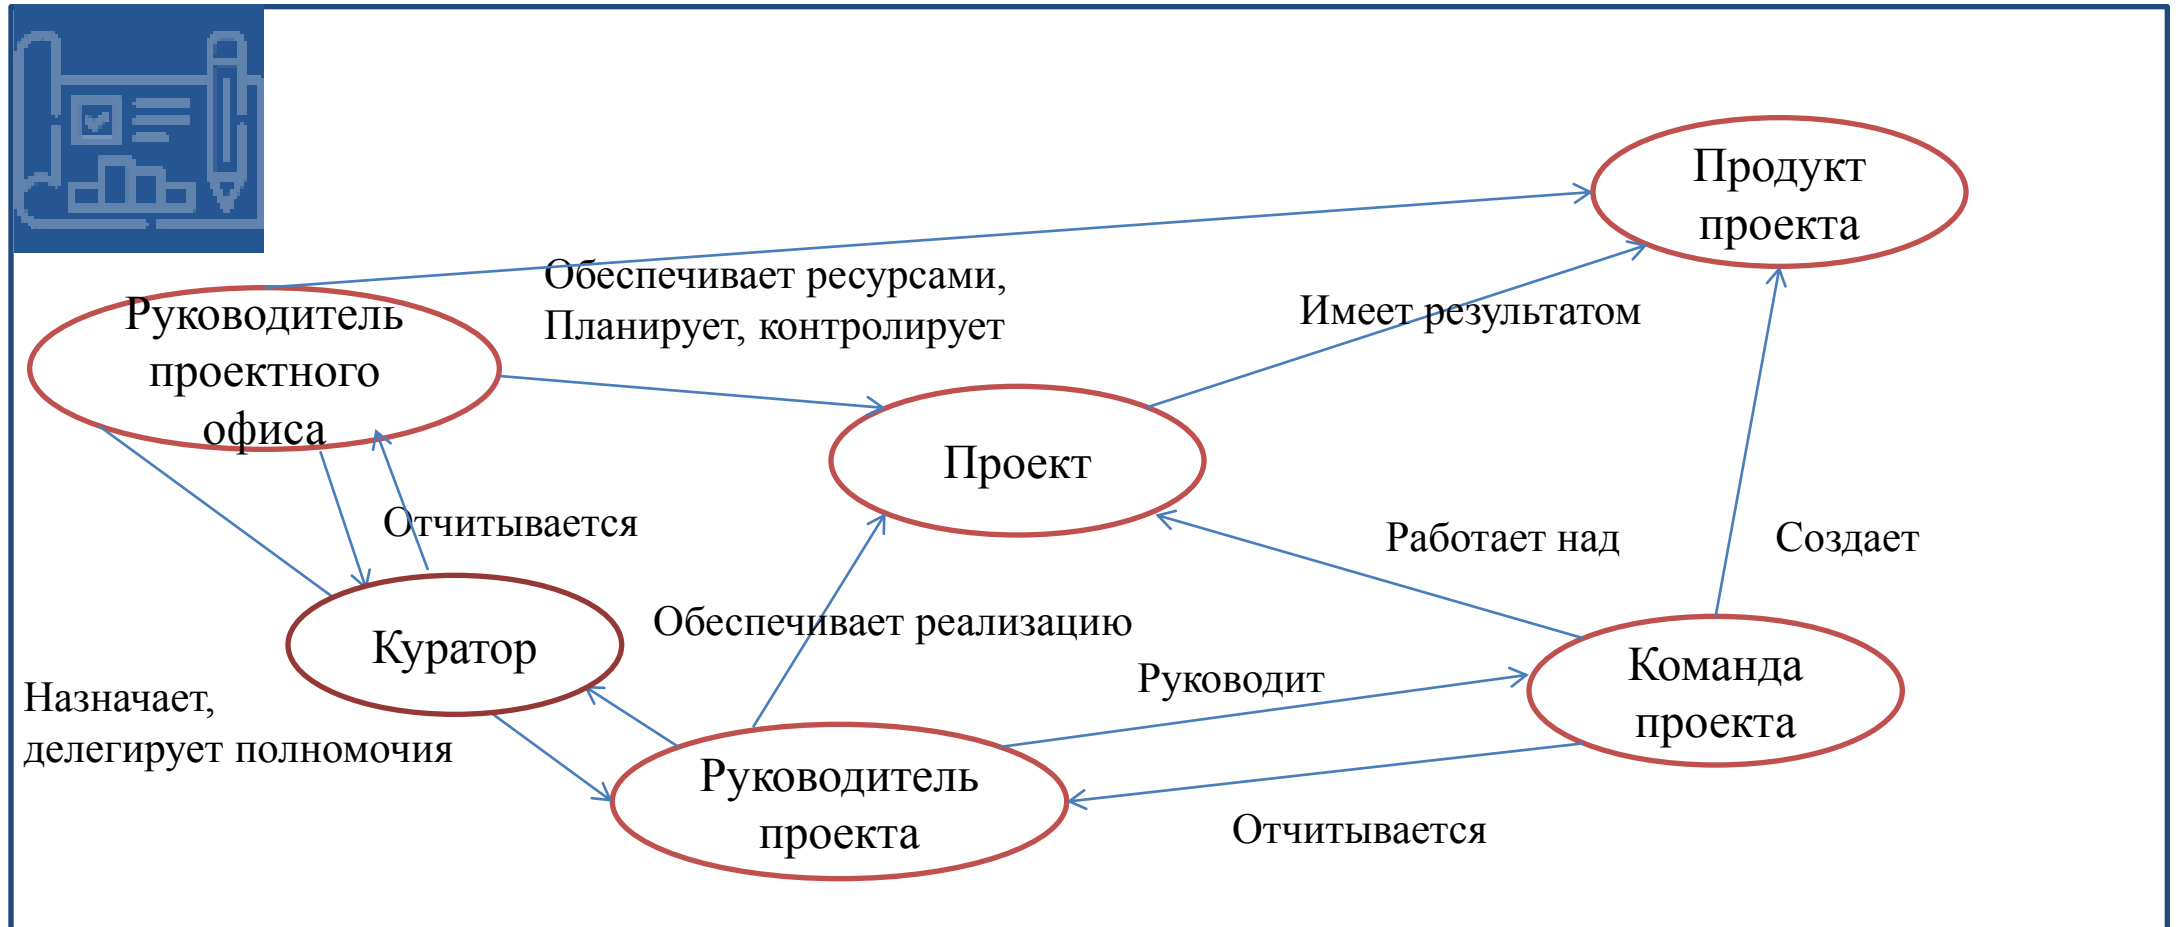 Продукт
проекта
Обеспечивает ресурсами,
Планирует, контролирует
Имеет результатом
Руководитель
проектного
офиса
Проект
Отчитывается
Работает над
Создает
Куратор
Обеспечивает реализацию
Назначает,
делегирует полномочия
Руководит
Команда
проекта
Руководитель
проекта
Отчитывается